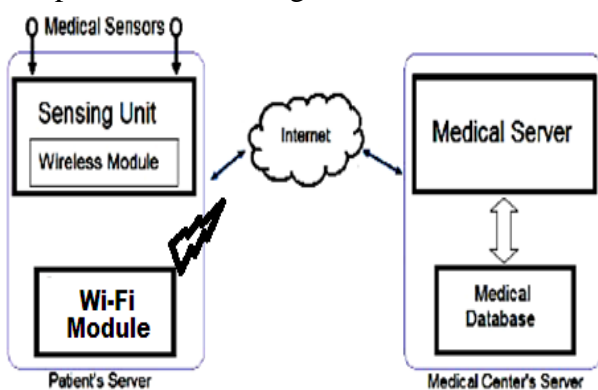 Medical Sensors
Sensing Unit
Wireless Module
Wi-Fi
Module
Patient's Server
Internet
Medical Server
Medical
Database
Medical Center's Server